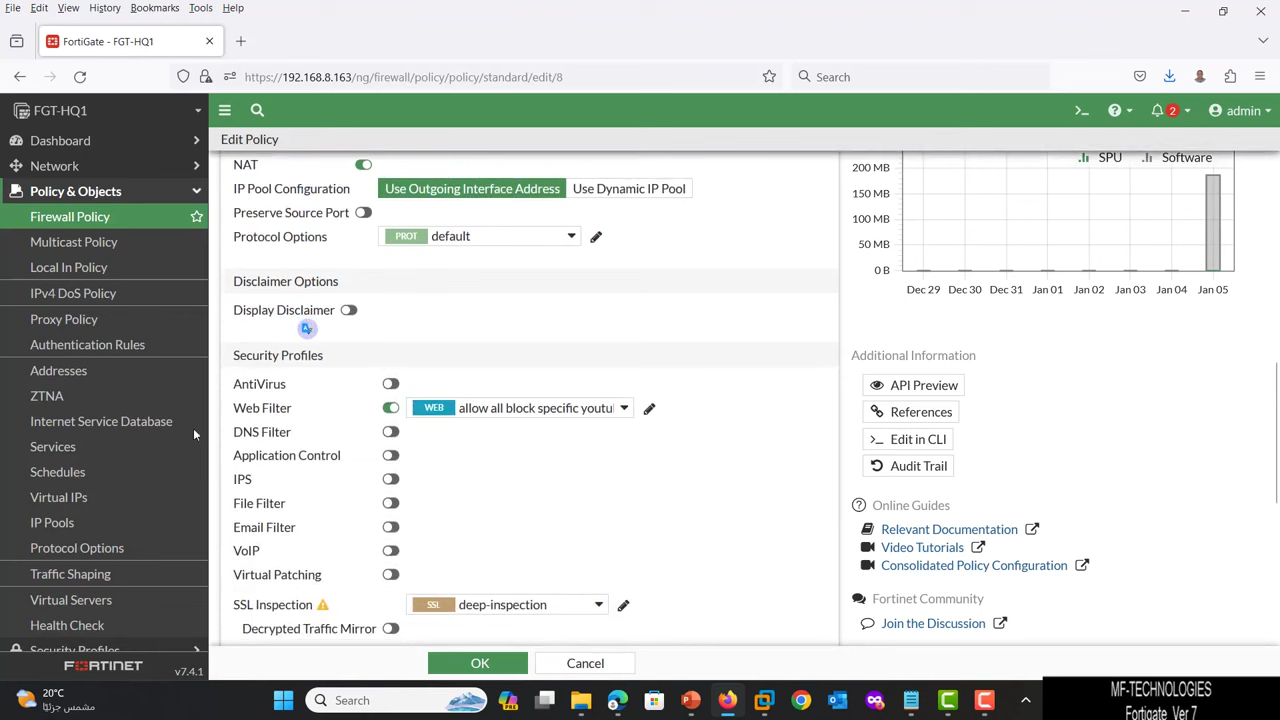 File Edit View History Bookmarks Tools Help
FortiGate - FGT-HQ1
https://192.168.8.163/ng/firewall/policy/policy/standard/edit/8
Search
FGT-HQ1
admin
2
Dashboard
Network
Policy & Objects
Firewall Policy
Multicast Policy
Local In Policy
IPv4 DoS Policy
Proxy Policy
Authentication Rules
Addresses
ZTNA
Internet Service Database
Services
Schedules
Virtual IPs
IP Pools
Protocol Options
Traffic Shaping
Virtual Servers
Health Check
Security Profiles
FORTINET v7.4.1
Edit Policy
NAT
IP Pool Configuration Use Outgoing Interface Address Use Dynamic IP Pool
Preserve Source Port
Protocol Options PROT default
Disclaimer Options
Display Disclaimer
Security Profiles
AntiVirus
Web Filter WEB allow all block specific youtu
DNS Filter
Application Control
IPS
File Filter
Email Filter
VoIP
Virtual Patching
SSL Inspection SSL deep-inspection
Decrypted Traffic Mirror
OK Cancel
SPU Software
200 MB
150 MB
100 MB
50 MB
0 B
Dec 29 Dec 30 Dec 31 Jan 01 Jan 02 Jan 03 Jan 04 Jan 05
Additional Information
API Preview
References
Edit in CLI
Audit Trail
Online Guides
Relevant Documentation
Video Tutorials
Consolidated Policy Configuration
Fortinet Community
Join the Discussion
20°C
مشمس جزئيًا
Search
MF-TECHNOLOGIES
Fortigate Ver 7